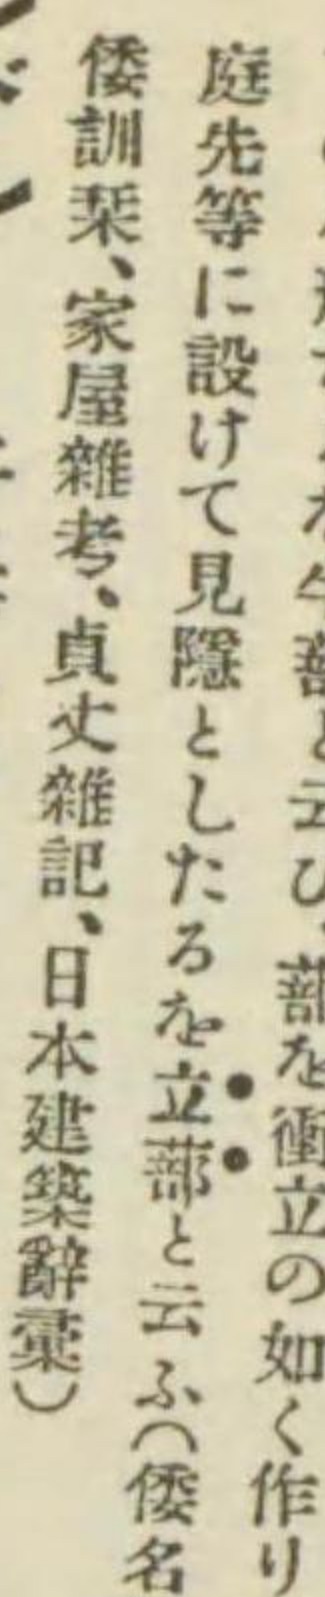 半蔀と云ひ、蔀を衝立の如く作り
庭先等に設けて見隱としたるを立蔀と云ふ(倭名
倭訓栞、家屋雜考、貞丈雜記、日本建築辭彙)